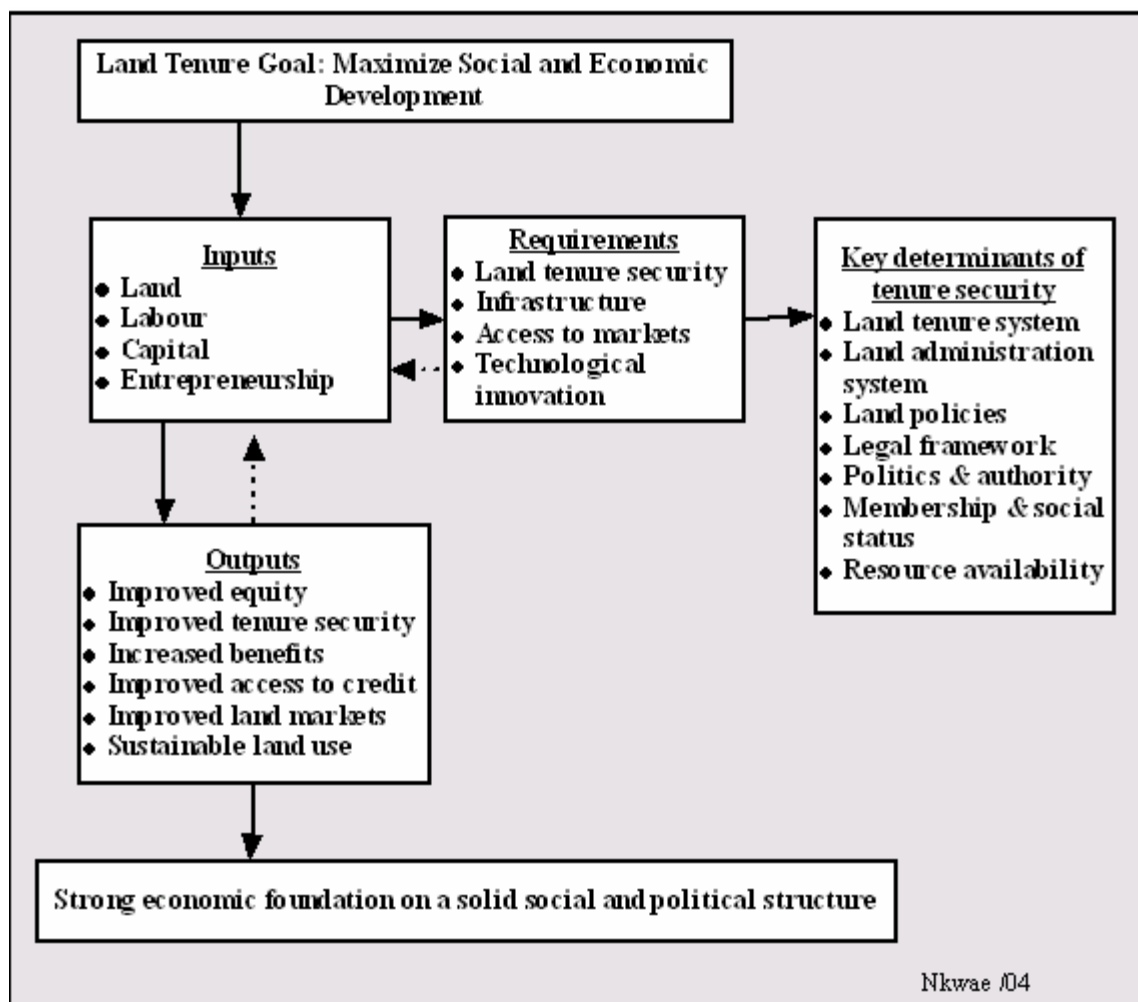 Land Tenure Goal: Maximize Social and Economic
Development
Inputs
● Land
● Labour
● Capital
● Entrepreneurship
Requirements
◆ Land tenure security
◆ Infrastructure
◆ Access to markets
◆ Technological
innovation
Key determinants of
tenure security
◆ Land tenure system
◆ Land administration
system
◆ Land policies
◆ Legal framework
◆ Politics & authority
◆ Membership & social
status
◆ Resource availability
Outputs
◆ Improved equity
◆ Improved tenure security
◆ Increased benefits
◆ Improved access to credit
◆ Improved land markets
◆ Sustainable land use
Strong economic foundation on a solid social and political structure
Nkwae /04